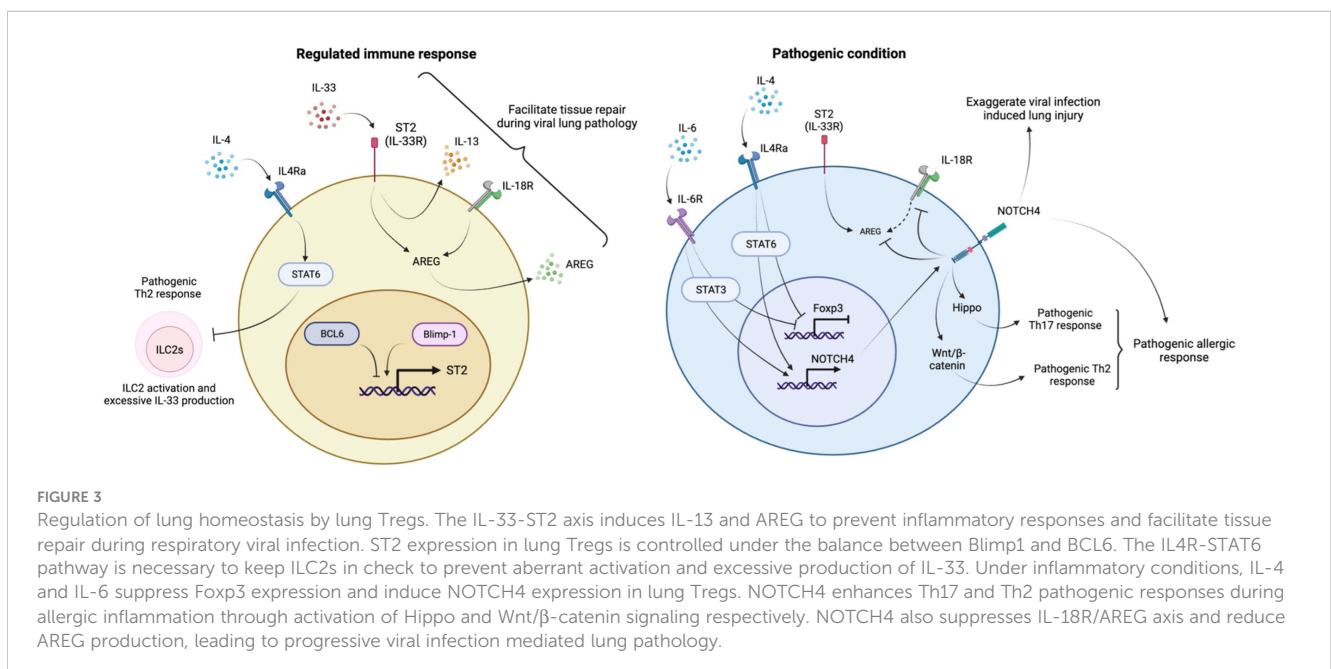 Regulated immune response
IL-33
ST2
(IL-33R)
IL-13
Facilitate tissue repair
during viral lung pathology
IL-4
IL4Ra
IL-18R
STAT6
AREG
AREG
Pathogenic
Th2 response
ILC2s
ILC2 activation and
excessive IL-33 production
BCL6
Blimp-1
ST2
Pathogenic condition
IL-4
ST2
(IL-33R)
Exaggerate viral infection
induced lung injury
IL-6
IL4Ra
IL-18R
IL-6R
NOTCH4
AREG
STAT6
STAT3
Foxp3
NOTCH4
Hippo
Wnt/β-
catenin
Pathogenic
Th17 response
Pathogenic Th2
response
Pathogenic allergic
response
FIGURE 3
Regulation of lung homeostasis by lung Tregs. The IL-33-ST2 axis induces IL-13 and AREG to prevent inflammatory responses and facilitate tissue
repair during respiratory viral infection. ST2 expression in lung Tregs is controlled under the balance between Blimp1 and BCL6. The IL4R-STAT6
pathway is necessary to keep ILC2s in check to prevent aberrant activation and excessive production of IL-33. Under inflammatory conditions, IL-4
and IL-6 suppress Foxp3 expression and induce NOTCH4 expression in lung Tregs. NOTCH4 enhances Th17 and Th2 pathogenic responses during
allergic inflammation through activation of Hippo and Wnt/β-catenin signaling respectively. NOTCH4 also suppresses IL-18R/AREG axis and reduce
AREG production, leading to progressive viral infection mediated lung pathology.